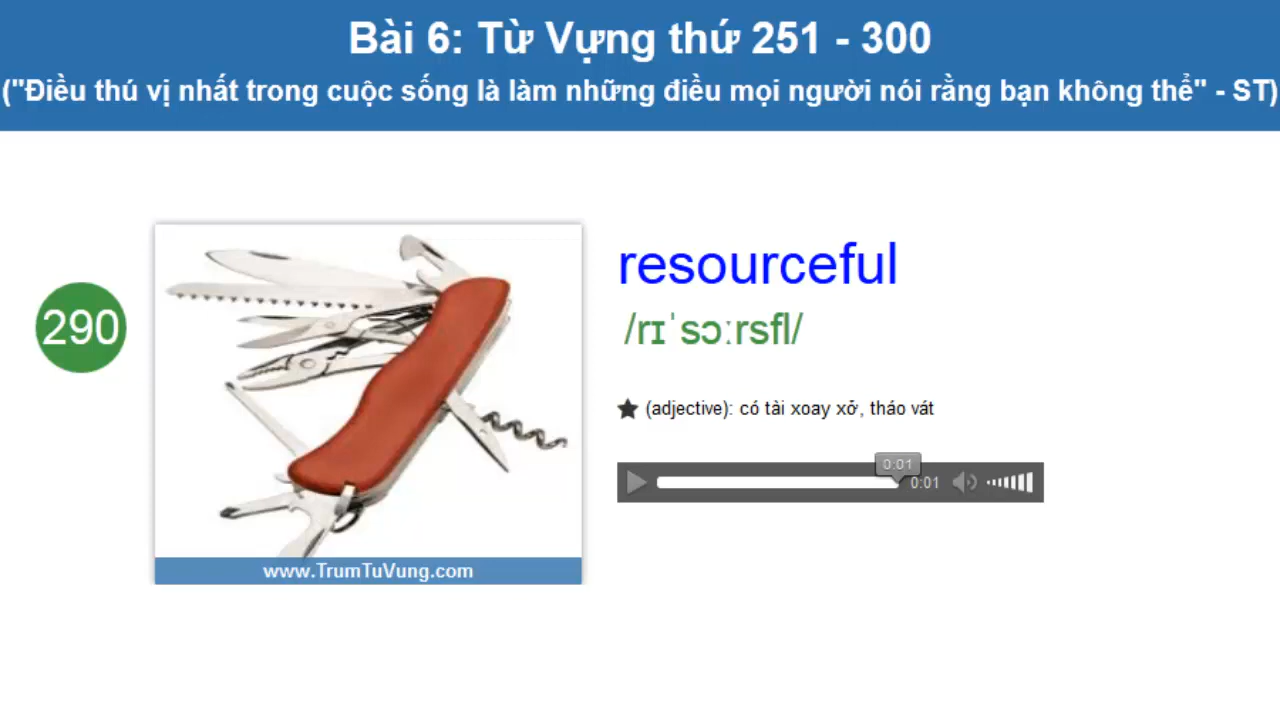 Bài 6: Từ Vựng thứ 251 - 300
("Điều thú vị nhất trong cuộc sống là làm những điều mọi người nói rằng bạn không thể" - ST)
290
resourceful
/rɪˈsɔːrsfl/
(adjective): có tài xoay xở, tháo vát
0:01
0:01
www.TrumTuVung.com